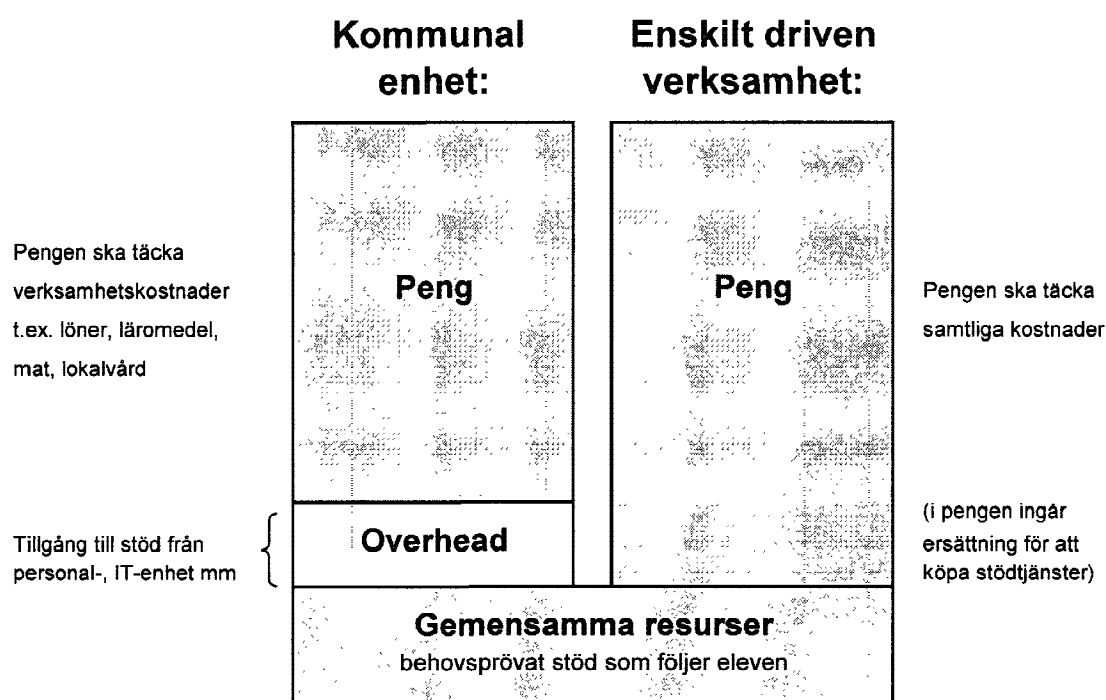 Kommunal
enhet:
Enskilt driven
verksamhet:
Pengen ska täcka
verksamhetskostnader
t.ex. löner, läromedel,
mat, lokalvård
Peng
Peng
Pengen ska täcka
samtliga kostnader
Tillgång till stöd från
personal-, IT-enhet mm
Overhead
(i pengen ingår
ersättning för att
köpa stödtjänster)
Gemensamma resurser
behovsprövat stöd som följer eleven